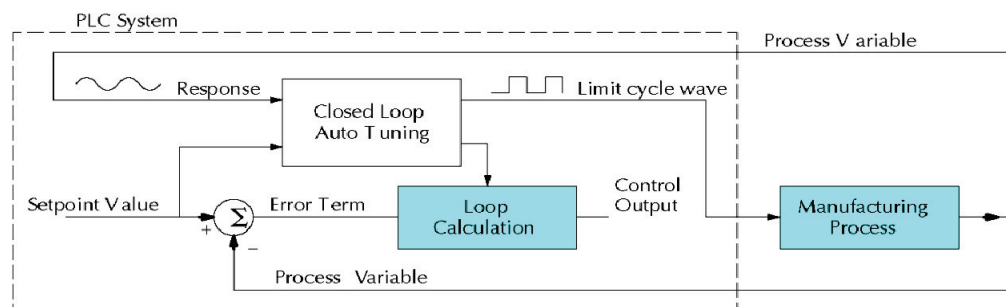 PLC System
Process V ariable
Response
Limit cycle wave
Closed Loop
Auto Tuning
Setpoint Value
+
Σ
−
Error Term
Loop
Calculation
Control
Output
Manufacturing
Process
Process Variable